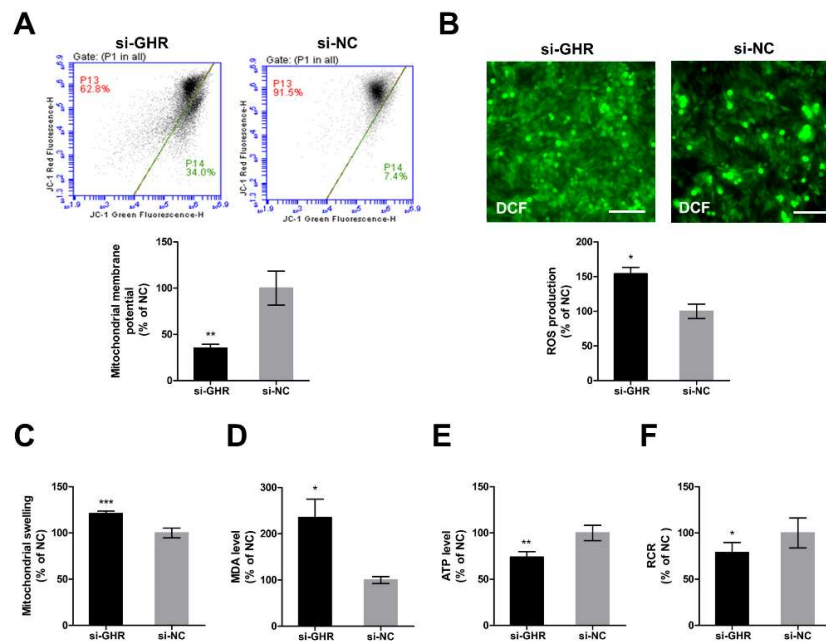 A
si-GHR
si-NC
Gate: (P1 in all)
P13
62.8%
P14
34.0%
JC-1 Red Fluorescence-H
JC-1 Green Fluorescence-H
Gate: (P1 in all)
P13
91.5%
P14
7.4%
JC-1 Red Fluorescence-H
JC-1 Green Fluorescence-H
Mitochondrial membrane
potential
(% of NC)
150
100
50
0
**
si-GHR
si-NC
B
si-GHR
si-NC
DCF
DCF
ROS production
(% of NC)
200
150
100
50
0
*
si-GHR
si-NC
C
Mitochondrial swelling
(% of NC)
150
100
50
0
***
si-GHR
si-NC
D
MDA level
(% of NC)
300
200
100
0
*
si-GHR
si-NC
E
ATP level
(% of NC)
150
100
50
0
**
si-GHR
si-NC
F
RCR
(% of NC )
150
100
50
0
*
si-GHR
si-NC